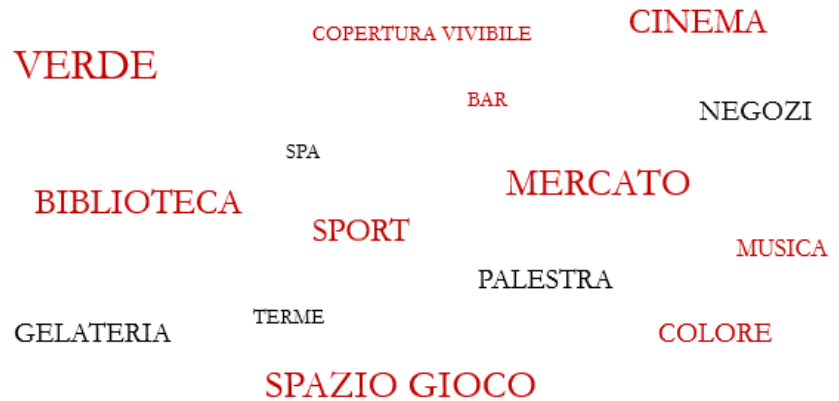 CINEMA
COPERTURA VIVIBILE
VERDE
BAR
NEGOZI
SPA
MERCATO
BIBLIOTECA
SPORT
MUSICA
PALESTRA
TERME
GELATERIA
COLORE
SPAZIO GIOCO